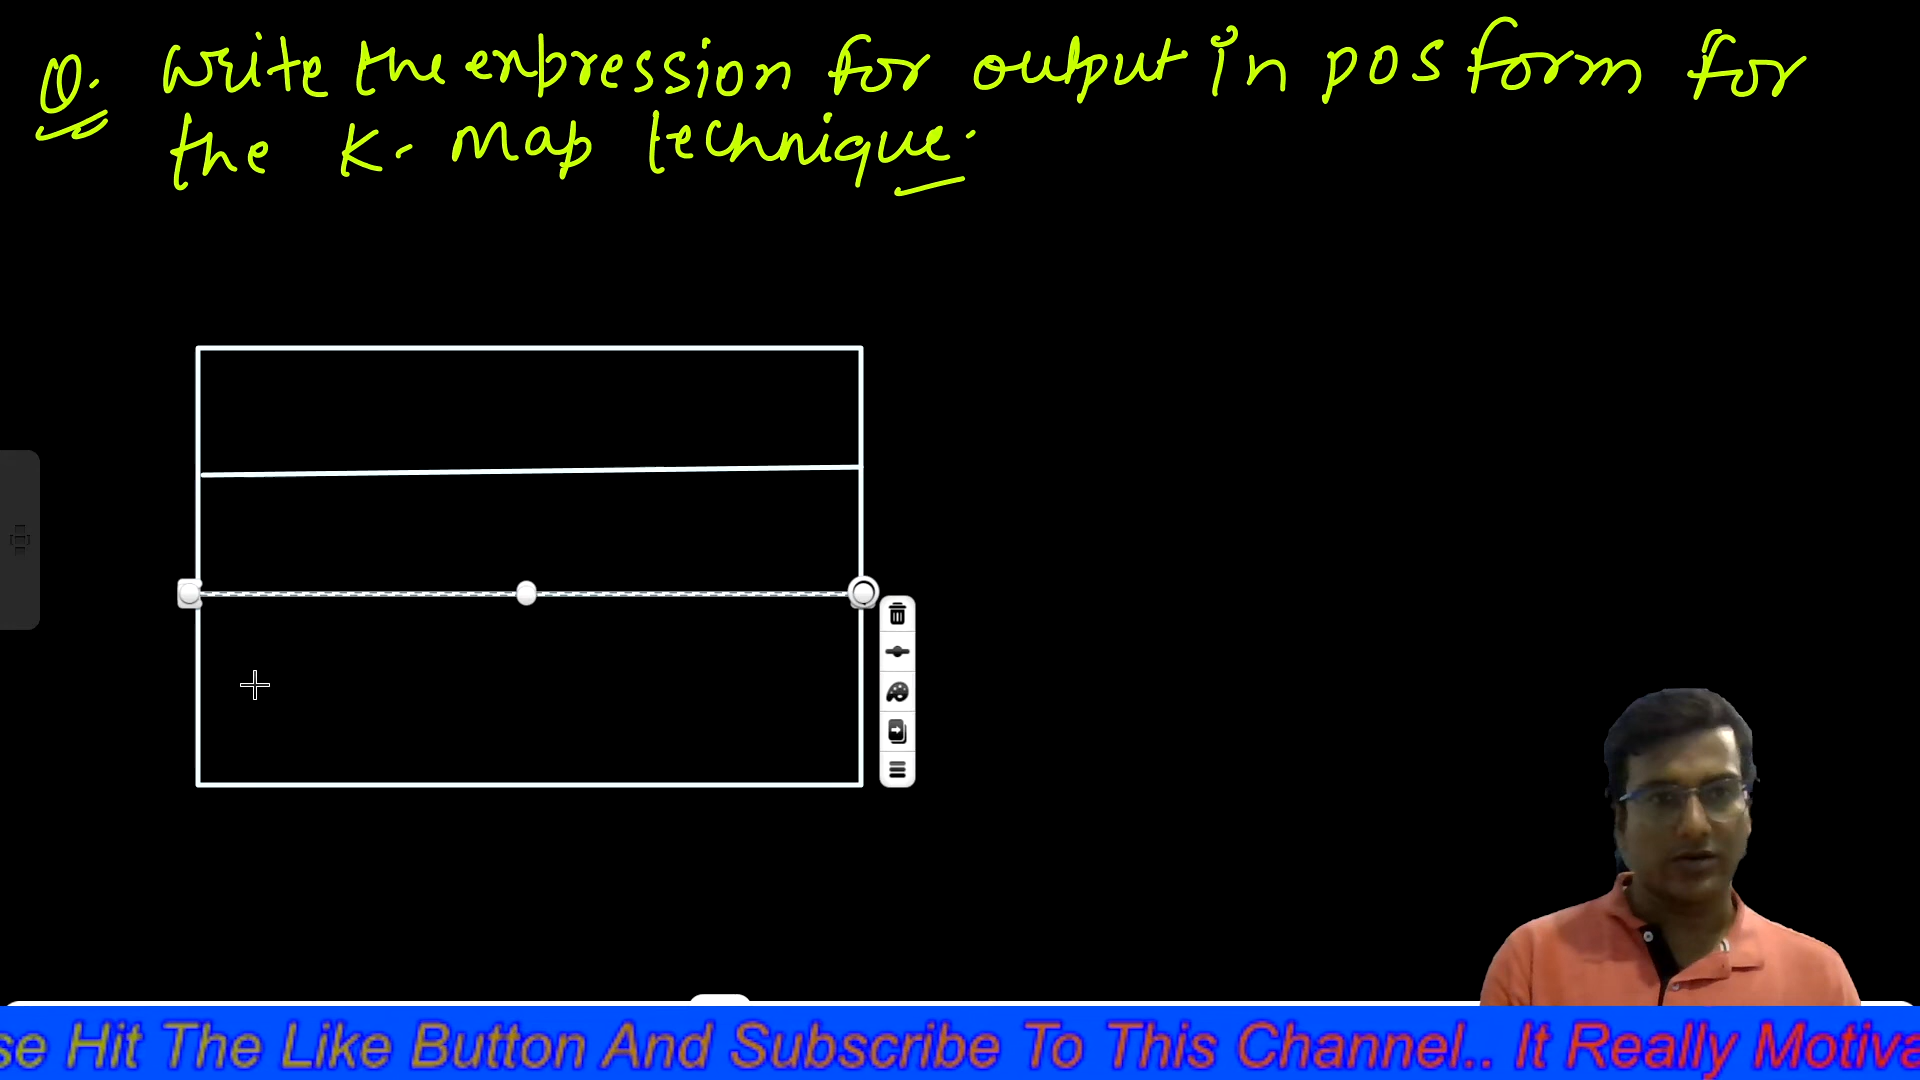 Q. Write the expression for output in pos form for
the K-Map technique.
se Hit The Like Button And Subscribe To This Channel.. It Really Motiva